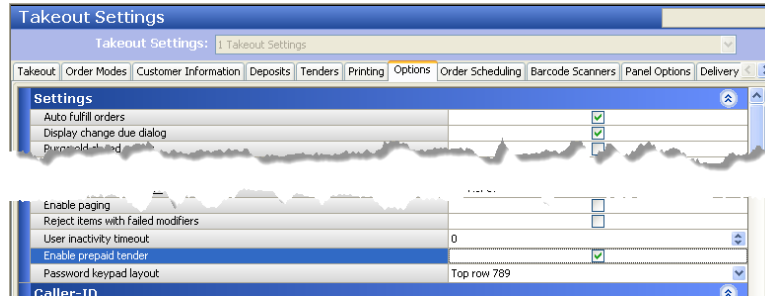 Takeout Settings
Takeout Settings: 1 Takeout Settings
Takeout Order Modes Customer Information Deposits Tenders Printing Options Order Scheduling Barcode Scanners Panel Options Delivery
Settings
Auto fulfill orders
Display change due dialog
Enable paging
Reject items with failed modifiers
User inactivity timeout 0
Enable prepaid tender
Password keypad layout Top row 789
Caller-ID